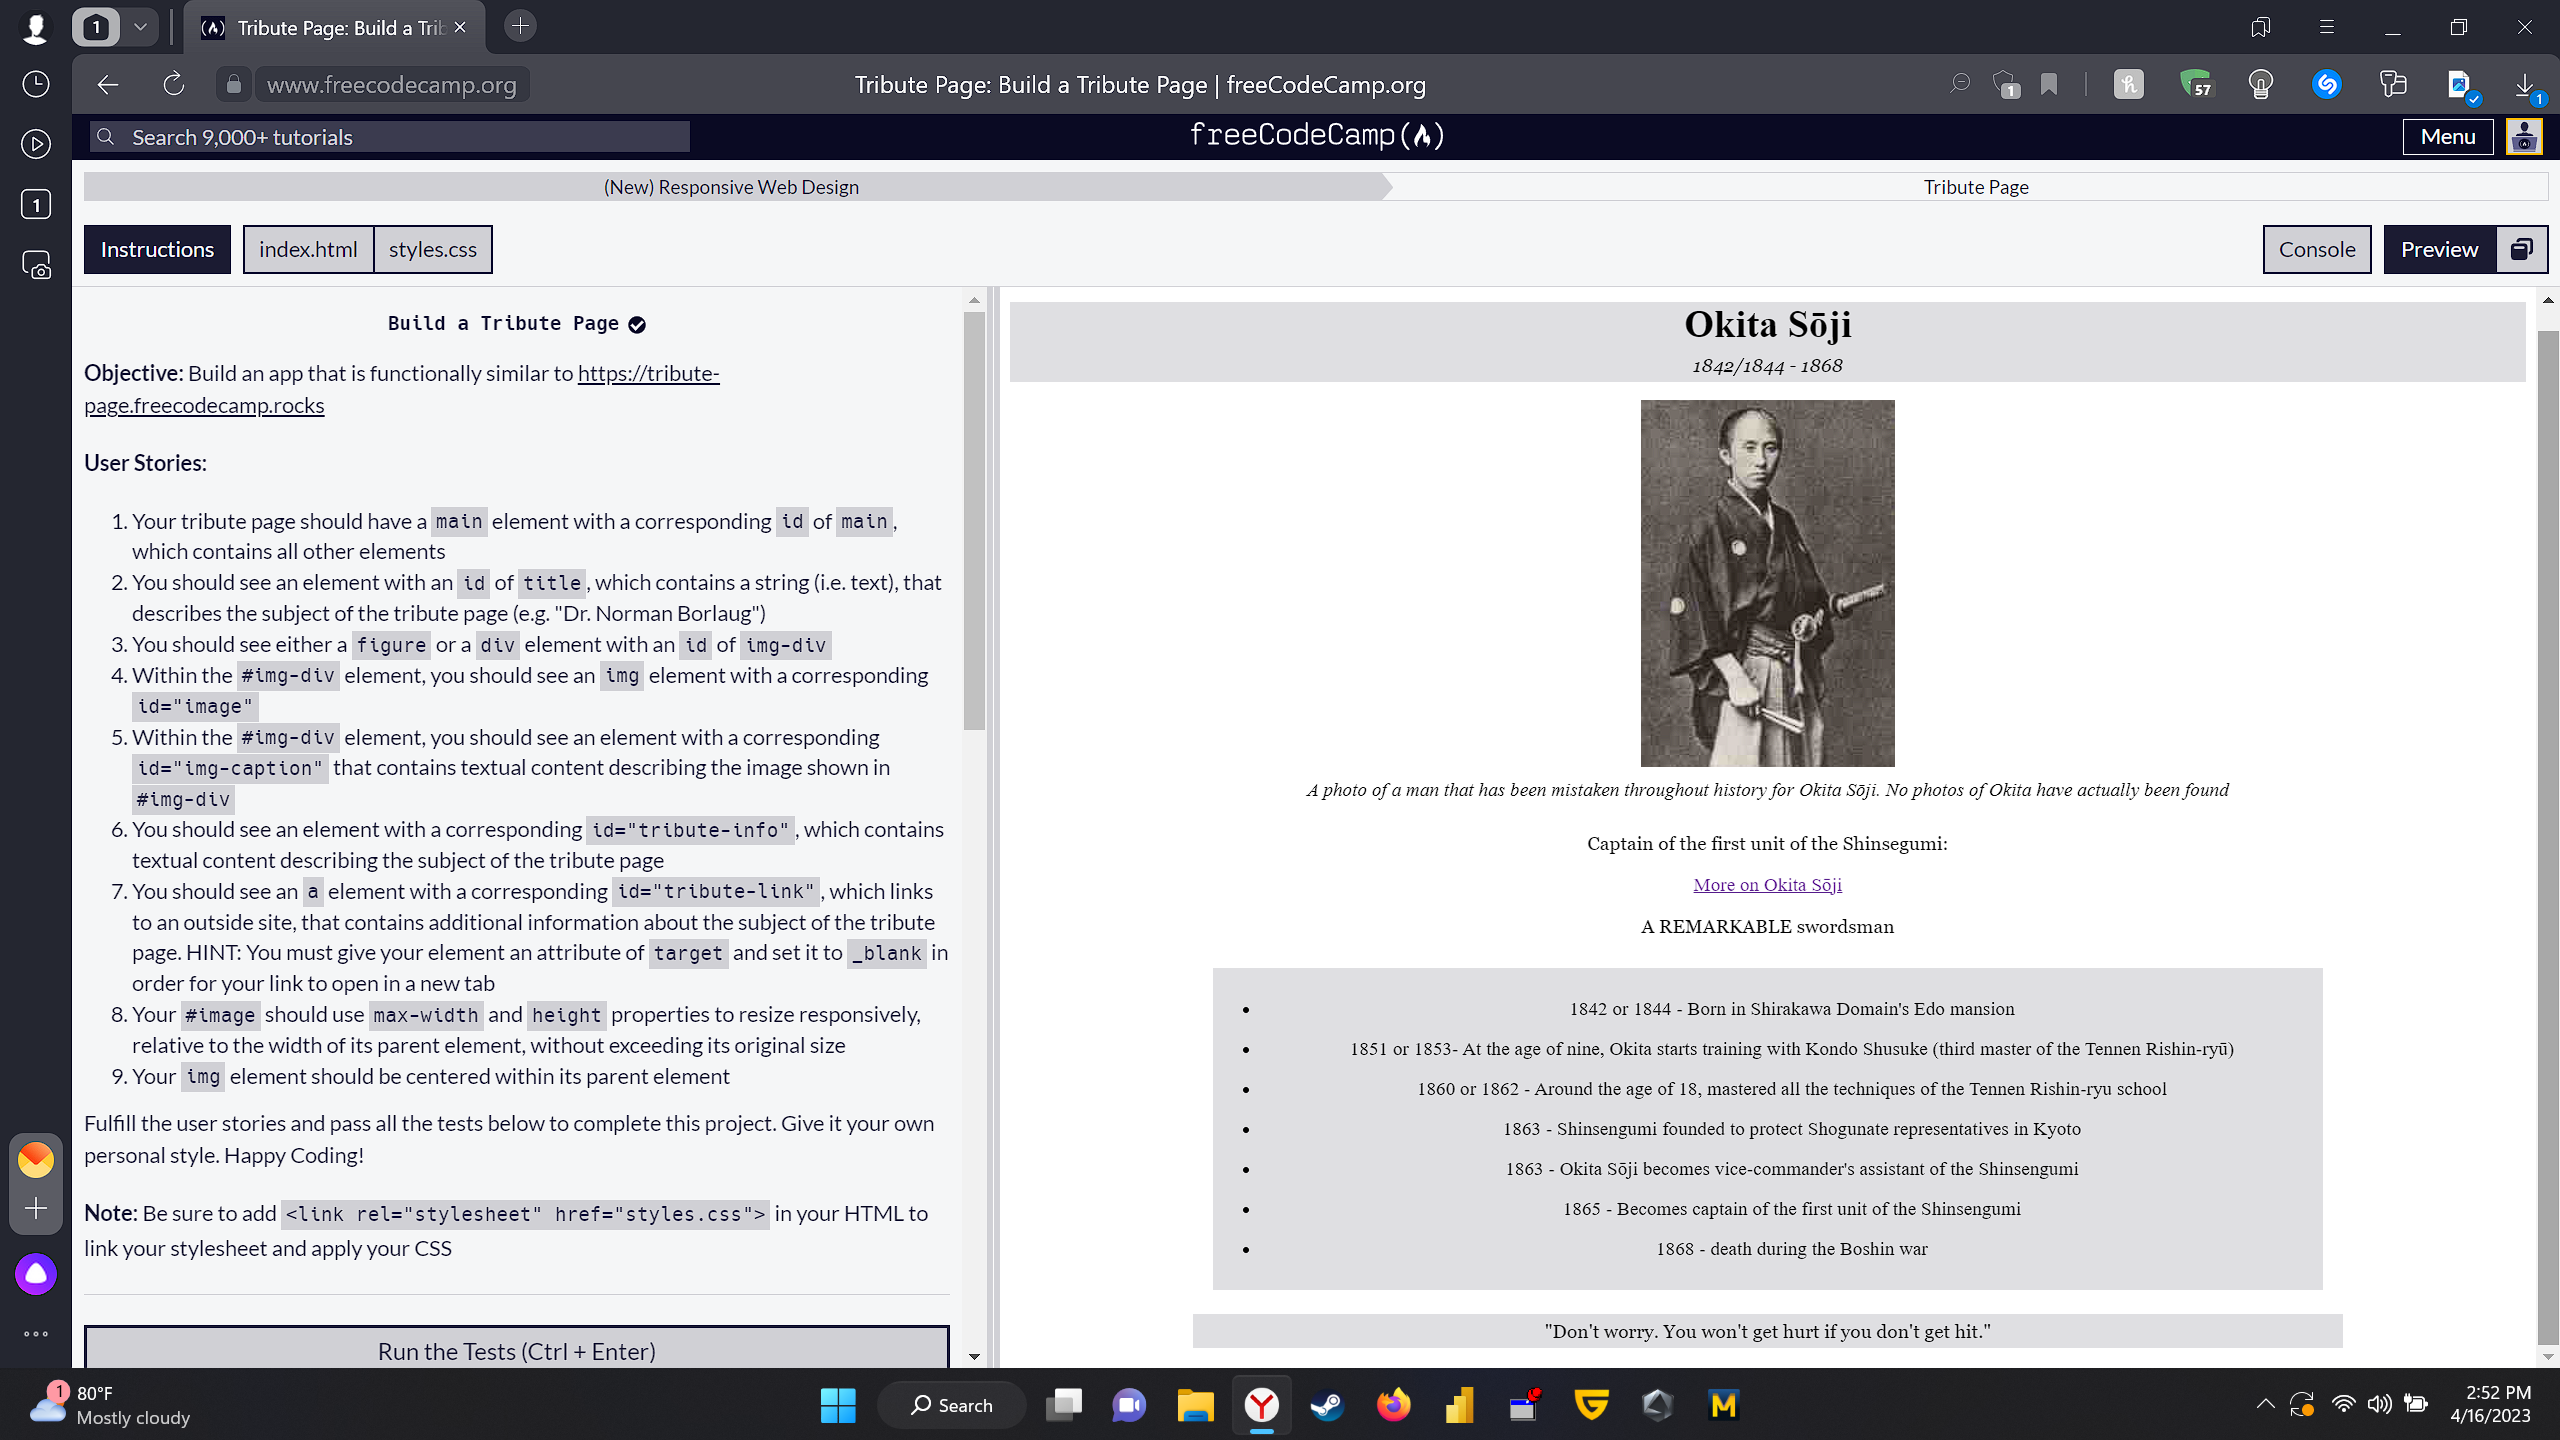 1
Tribute Page: Build a Trib
www.freecodecamp.org
Tribute Page: Build a Tribute Page | freeCodeCamp.org
1
57
1
Search 9,000+ tutorials
freeCodeCamp
Menu
(New) Responsive Web Design
Tribute Page
1
Instructions
index.html
styles.css
Console
Preview
Build a Tribute Page
Objective: Build an app that is functionally similar to https://tribute-
page.freecodecamp.rocks
User Stories:
1. Your tribute page should have a main element with a corresponding id of main,
which contains all other elements
2. You should see an element with an id of title, which contains a string (i.e. text), that
describes the subject of the tribute page (e.g. "Dr. Norman Borlaug")
3. You should see either a figure or a div element with an id of img-div
4. Within the #img-div element, you should see an img element with a corresponding
id="image"
5. Within the #img-div element, you should see an element with a corresponding
id="img-caption" that contains textual content describing the image shown in
#img-div
6. You should see an element with a corresponding id="tribute-info", which contains
textual content describing the subject of the tribute page
7. You should see an a element with a corresponding id="tribute-link", which links
to an outside site, that contains additional information about the subject of the tribute
page. HINT: You must give your element an attribute of target and set it to _blank in
order for your link to open in a new tab
8. Your #image should use max-width and height properties to resize responsively,
relative to the width of its parent element, without exceeding its original size
9. Your img element should be centered within its parent element
Fulfill the user stories and pass all the tests below to complete this project. Give it your own
personal style. Happy Coding!
Note: Be sure to add <link rel="stylesheet" href="styles.css"> in your HTML to
link your stylesheet and apply your CSS
Run the Tests (Ctrl + Enter)
Okita Sōji
1842/1844 - 1868
A photo of a man that has been mistaken throughout history for Okita Sōji. No photos of Okita have actually been found
Captain of the first unit of the Shinsegumi:
More on Okita Sōji
A REMARKABLE swordsman
1842 or 1844 - Born in Shirakawa Domain's Edo mansion
1851 or 1853- At the age of nine, Okita starts training with Kondo Shusuke (third master of the Tennen Rishin-ryū)
1860 or 1862 - Around the age of 18, mastered all the techniques of the Tennen Rishin-ryu school
1863 - Shinsengumi founded to protect Shogunate representatives in Kyoto
1863 - Okita Sōji becomes vice-commander's assistant of the Shinsengumi
1865 - Becomes captain of the first unit of the Shinsengumi
1868 - death during the Boshin war
"Don't worry. You won't get hurt if you don't get hit."
1
80°F
Mostly cloudy
Search
2:52 PM
4/16/2023